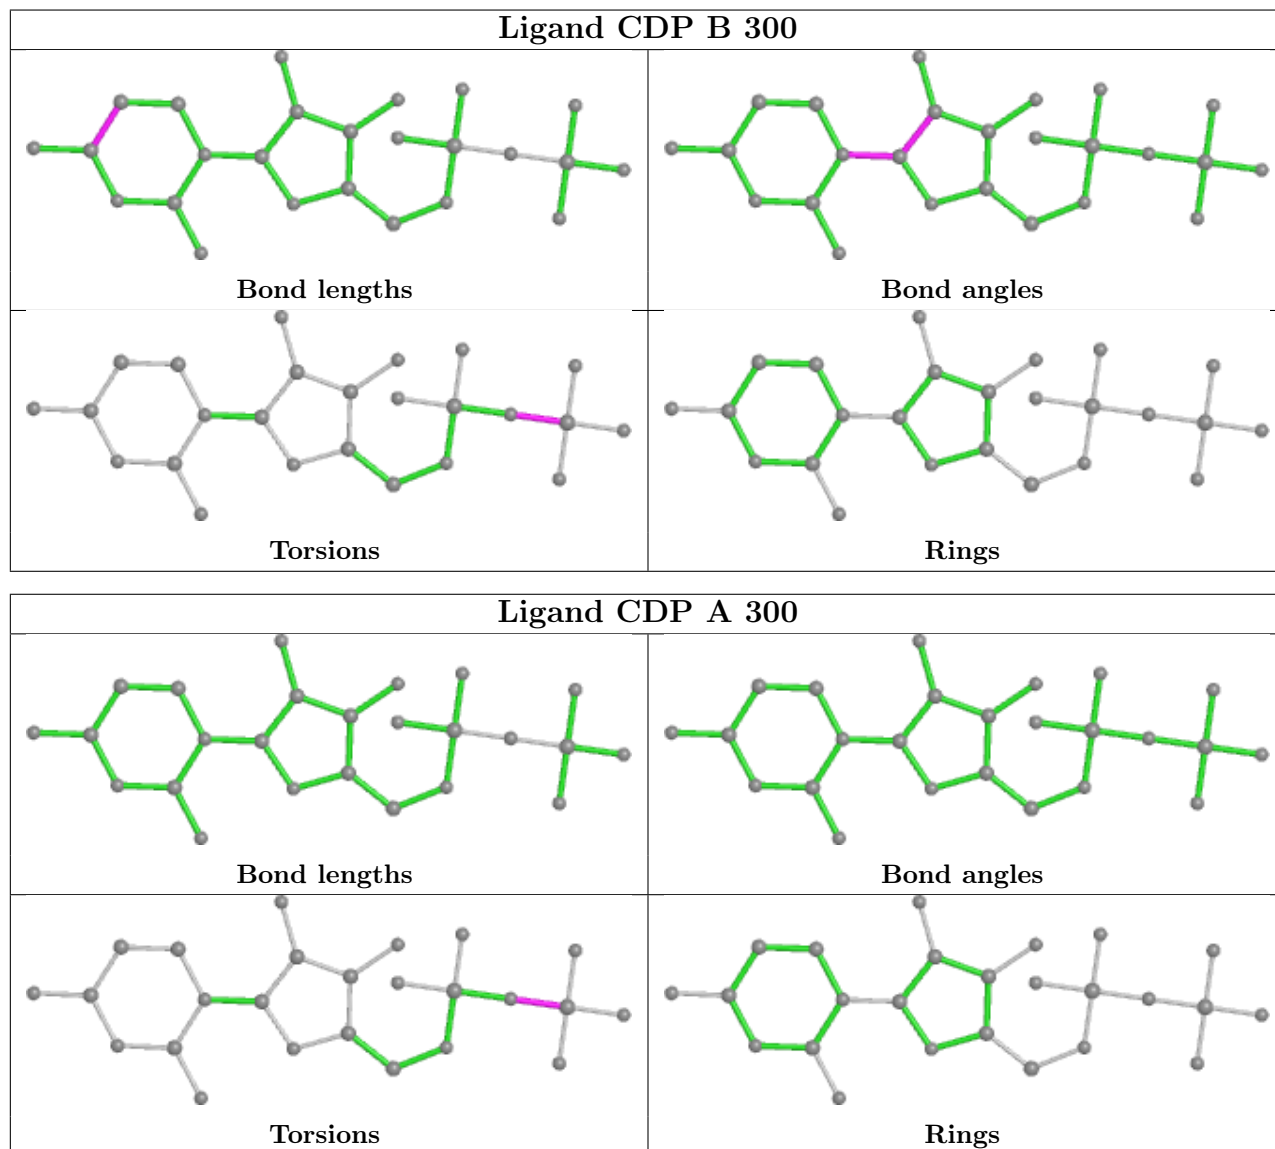 Ligand CDP B 300
Bond lengths
Bond angles
Torsions
Rings
Ligand CDP A 300
Bond lengths
Bond angles
Torsions
Rings